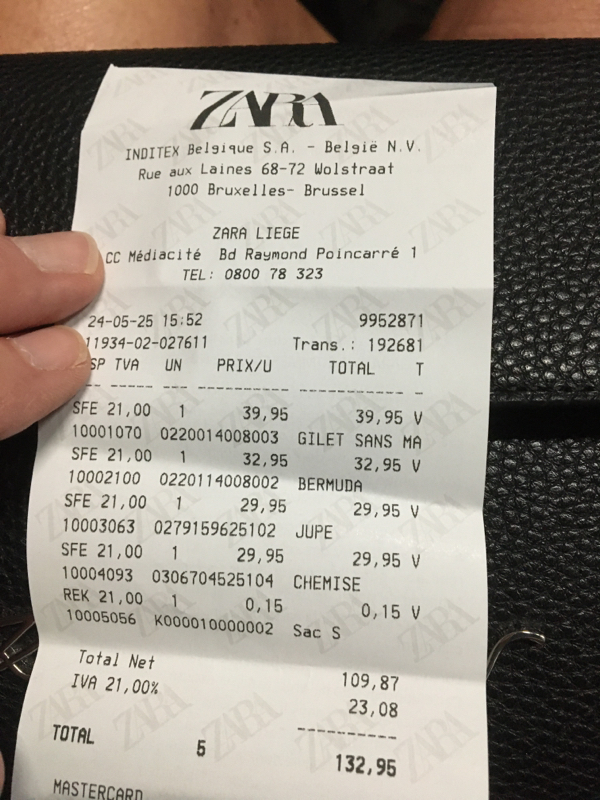 ZARA
INDITEX Belgique S.A. - België N.V.
Rue aux Laines 68-72 Wolstraat
1000 Bruxelles- Brussel
ZARA LIEGE
CC Médiacité Bd Raymond Poincarré 1
TEL: 0800 78 323
24-05-25 15:52 9952871
11934-02-027611 Trans.: 192681
SP TVA UN PRIX/U TOTAL T
SFE 21,00 1 39,95 39,95 V
10001070 0220014008003 GILET SANS MA
SFE 21,00 1 32,95 32,95 V
10002100 0220114008002 BERMUDA
SFE 21,00 1 29,95 29,95 V
10003063 0279159625102 JUPE
SFE 21,00 1 29,95 29,95 V
10004093 0306704525104 CHEMISE
REK 21,00 1 0,15 0,15 V
10005056 K000010000002 Sac S
Total Net 109,87
IVA 21,00% 23,08
TOTAL 5 132,95
MASTERCARD